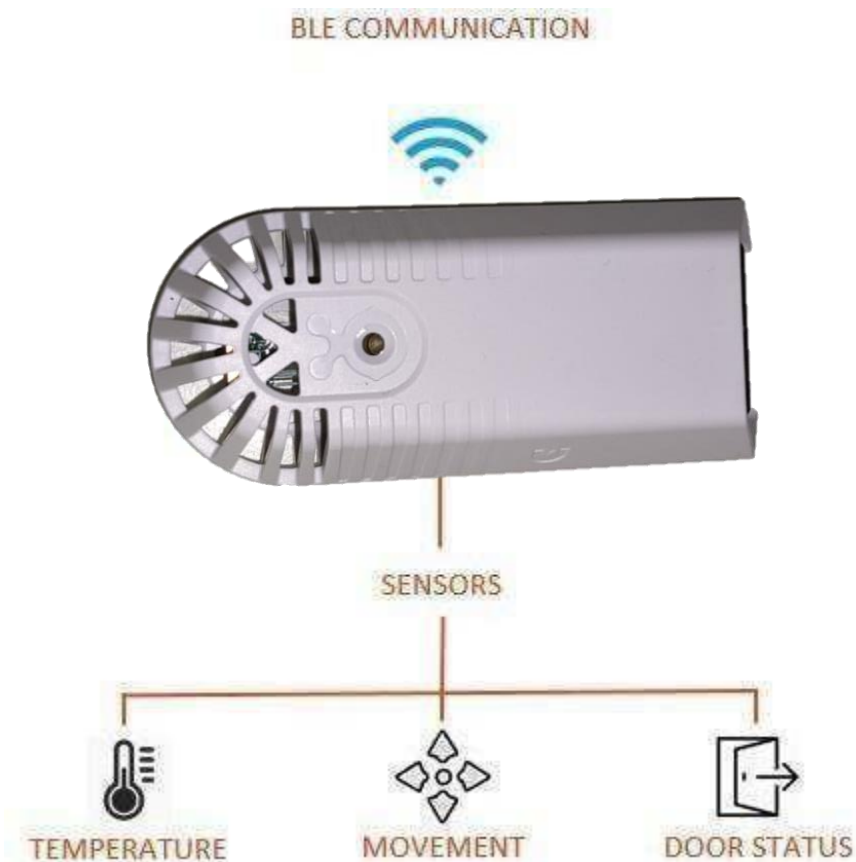 BLE COMMUNICATION
SENSORS
TEMPERATURE
MOVEMENT
DOOR STATUS